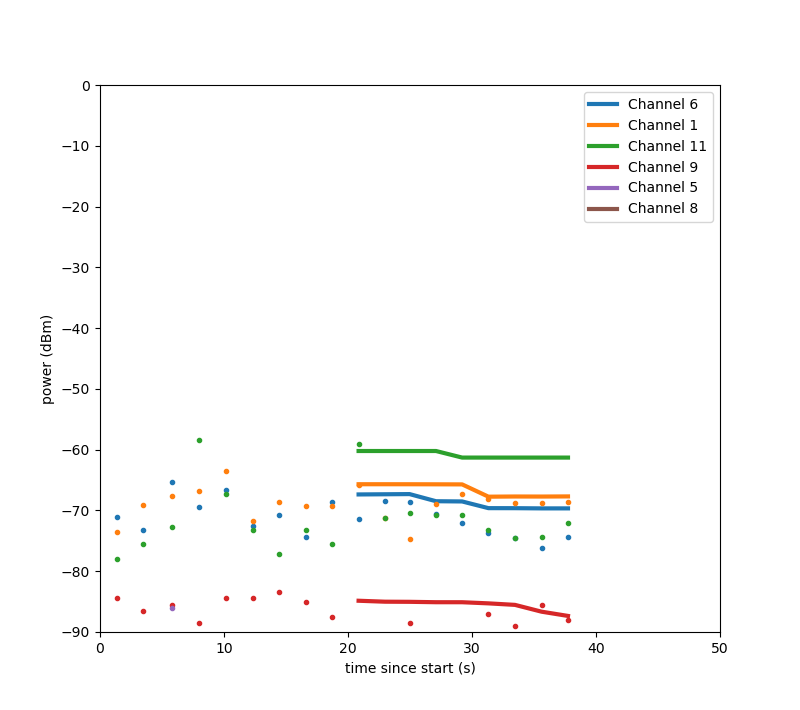 0
−10
−20
−30
−40
−50
−60
−70
−80
−90
power (dBm)
0 10 20 30 40 50
time since start (s)
Channel 6
Channel 1
Channel 11
Channel 9
Channel 5
Channel 8